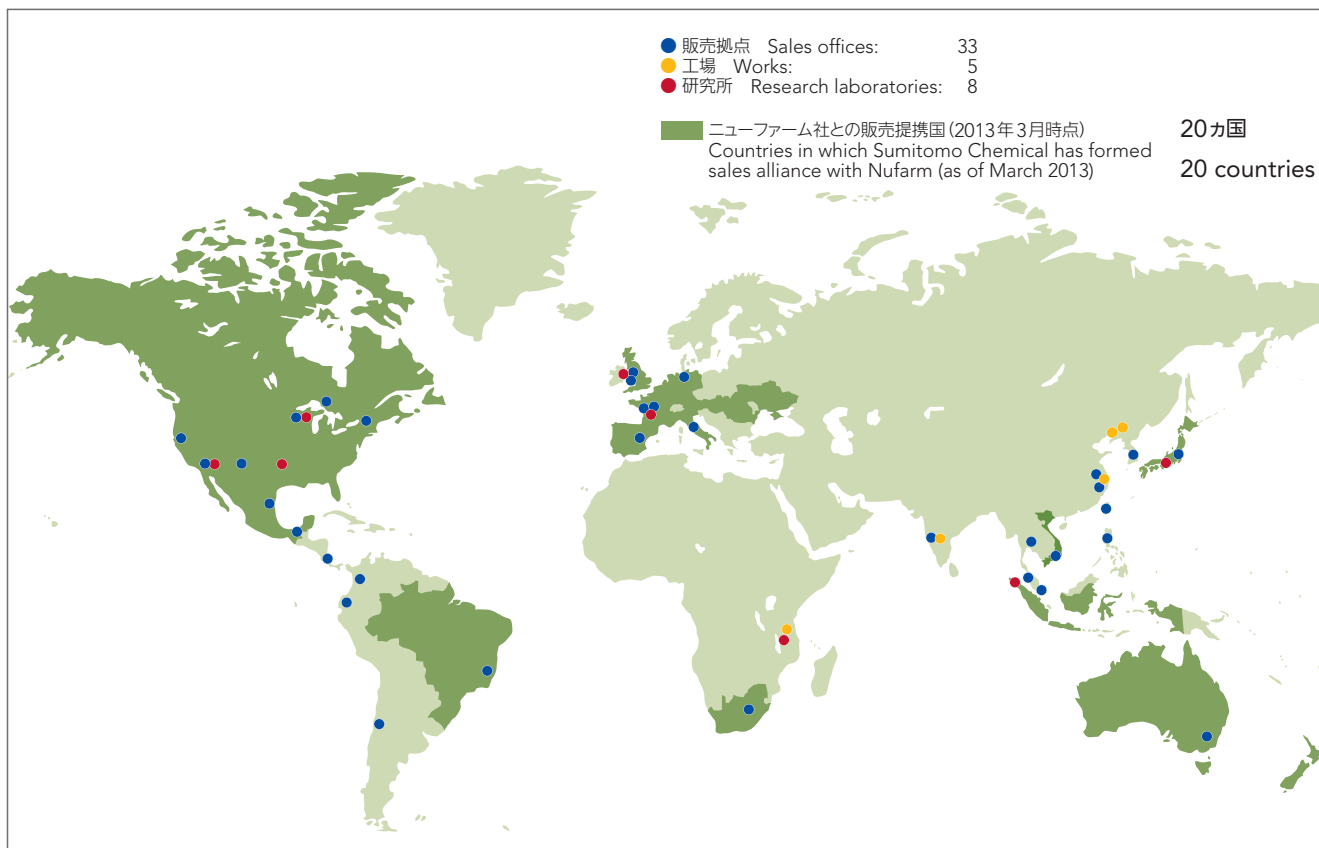 販売拠点 Sales offices: 33
工場 Works: 5
研究所 Research laboratories: 8
ニューファーム社との販売提携国(2013年3月時点) 20ヵ国
Countries in which Sumitomo Chemical has formed
sales alliance with Nufarm (as of March 2013) 20 countries